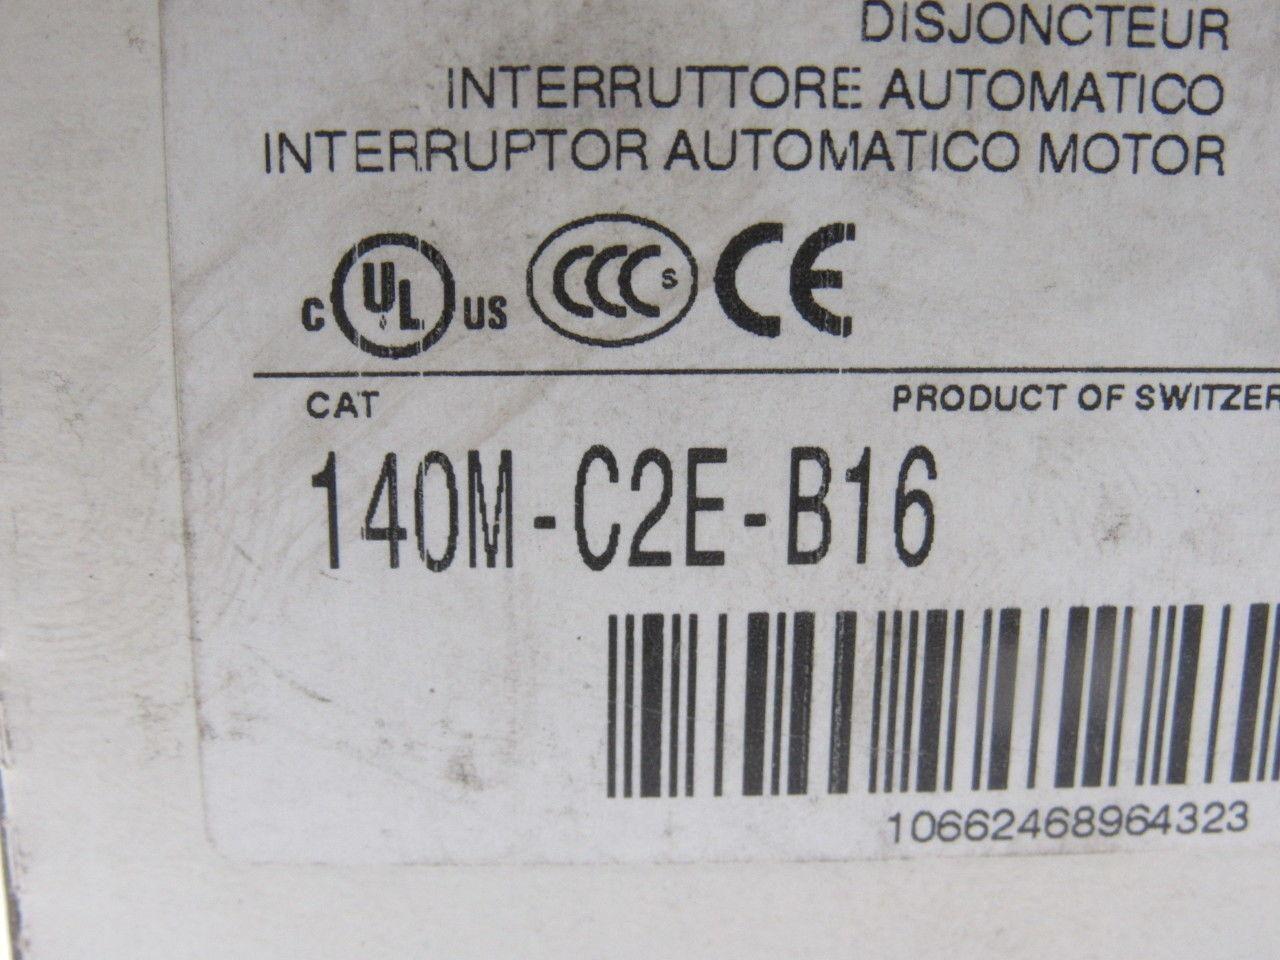 DISJONCTEUR
INTERRUTTORE AUTOMATICO
INTERRUPTOR AUTOMATICO MOTOR
C UL US CCC S CE
CAT PRODUCT OF SWITZER
140M-C2E-B16
10662468964323